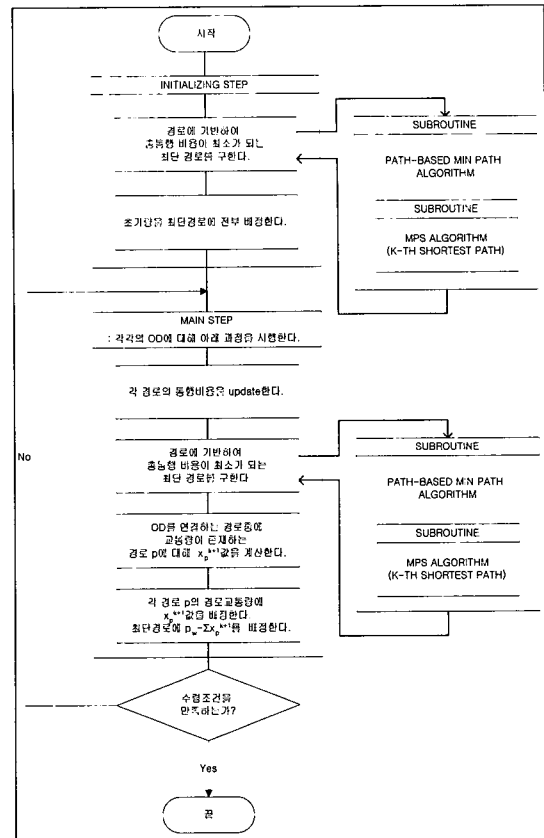 시작
INITIALIZING STEP
경로에 기반하여
총통행 비용이 최소가 되는
최단 경로를 구한다.
SUBROUTINE
PATH-BASED MIN PATH
ALGORITHM
SUBROUTINE
MPS ALGORITHM
(K-TH SHORTEST PATH)
초기량을 최단경로에 전부 배정한다.
MAIN STEP
: 각각의 OD에 대해 아래 과정을 시행한다.
각 경로의 통행비용을 update한다.
No
경로에 기반하여
총통행 비용이 최소가 되는
최단 경로를 구한다
SUBROUTINE
PATH-BASED MIN PATH
ALGORITHM
SUBROUTINE
MPS ALGORITHM
(K-TH SHORTEST PATH)
OD를 연결하는 경로중에
교통량이 존재하는
경로 p에 대해 xₚᵏ⁺¹값을 계산한다.
각 경로 p의 경로교통량에
xₚᵏ⁺¹값을 배정한다.
최단경로에 p_w-Σxₚᵏ⁺¹를 배정한다.
수렴조건을
만족하는가?
Yes
끝